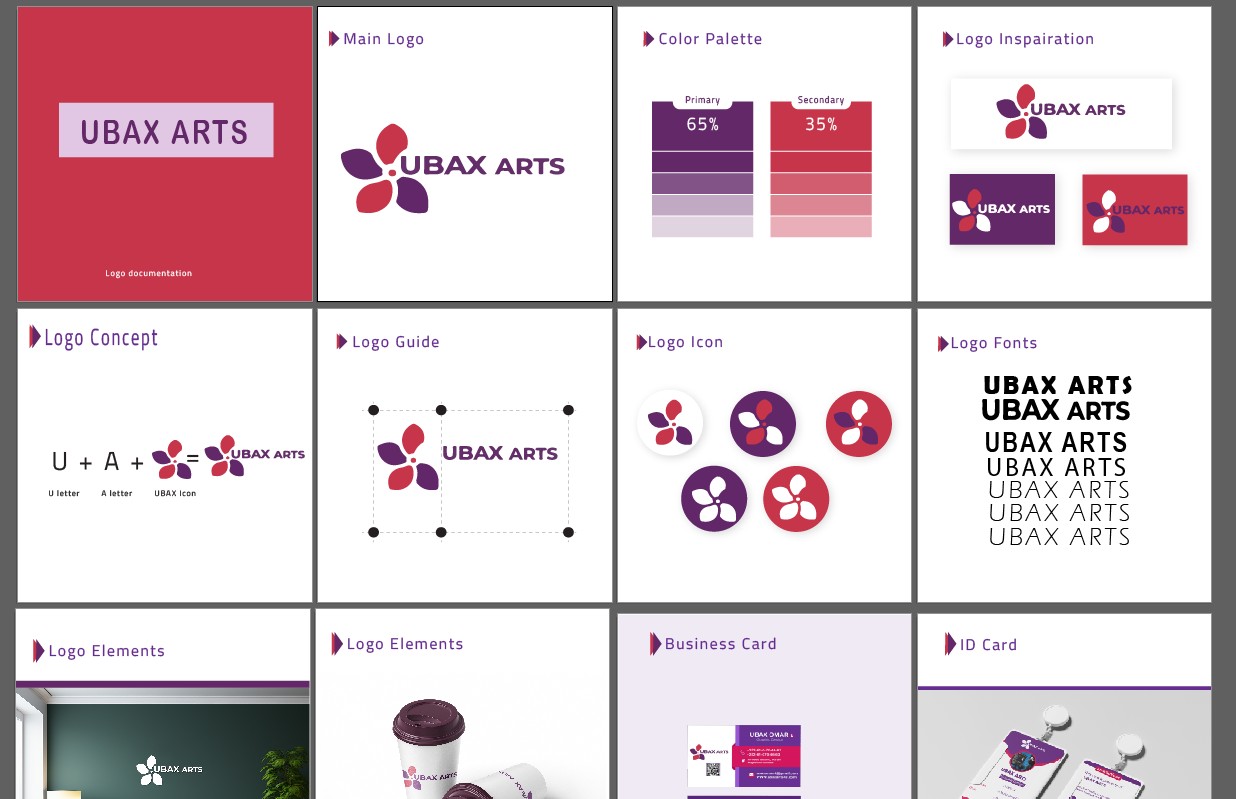 UBAX ARTS
Logo documentation
Main Logo
UBAX ARTS
Color Palette
Primary
Secondary
65%
35%
Logo Inspairation
UBAX ARTS
UBAX ARTS
UBAX ARTS
Logo Concept
U + A + = UBAX ARTS
U letter
A letter
UBAX Icon
Logo Guide
UBAX ARTS
Logo Icon
Logo Fonts
UBAX ARTS
UBAX ARTS
UBAX ARTS
UBAX ARTS
UBAX ARTS
UBAX ARTS
UBAX ARTS
Logo Elements
UBAX ARTS
Logo Elements
UBAX ARTS
Business Card
UBAX ARTS
UBAX OMAR
ID Card